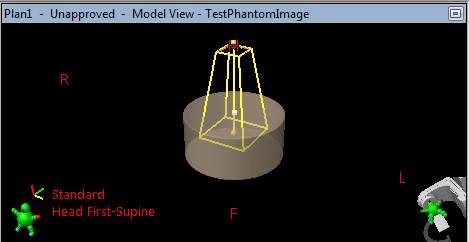 Plan1 - Unapproved - Model View - TestPhantomImage
R
L
Standard
Head First-Supine
F